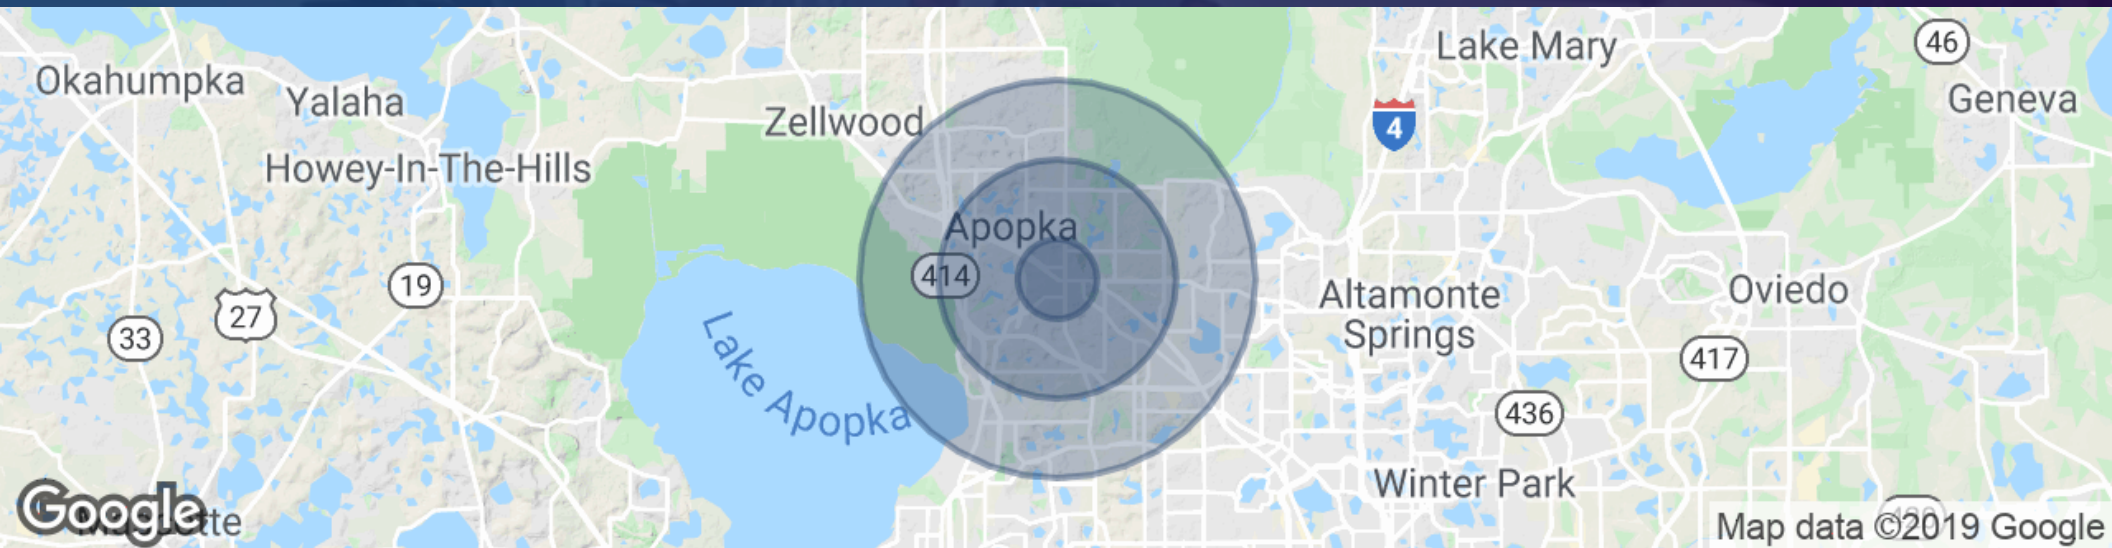 Okahumpka
Yalaha
Howey-In-The-Hills
Zellwood
Lake Mary
46
Geneva
4
Apopka
414
19
27
33
Lake Apopka
Altamonte
Springs
Oviedo
417
436
Winter Park
Google
Map data ©2019 Google